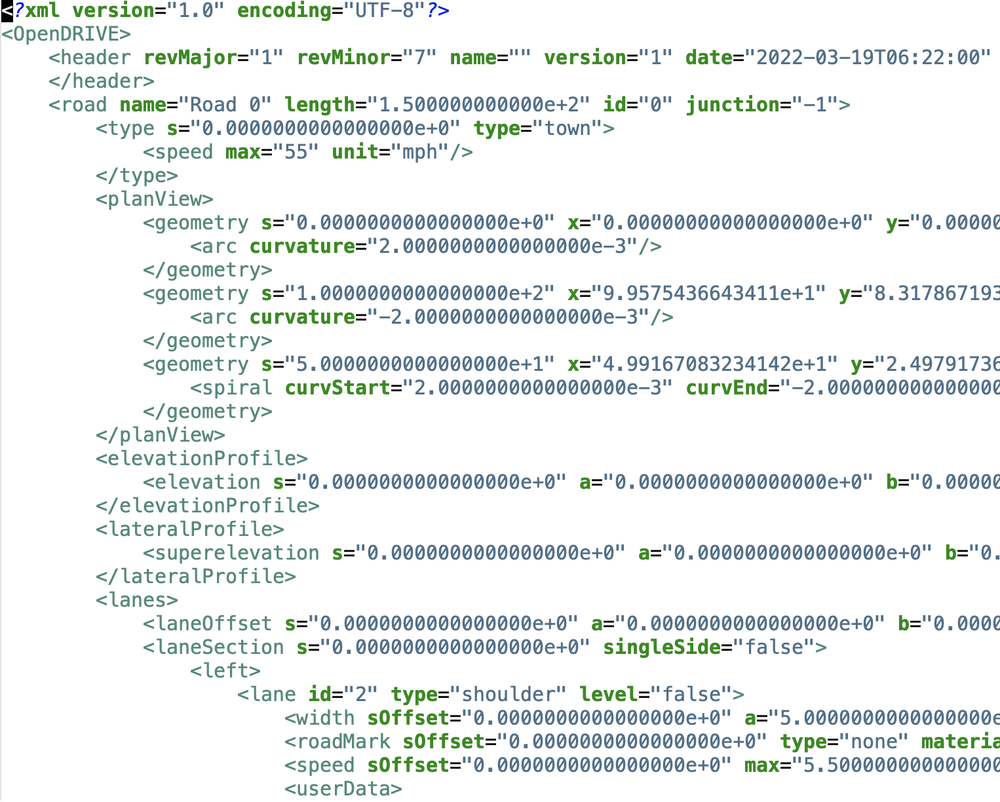 <?xml version="1.0" encoding="UTF-8"?>
<OpenDRIVE>
    <header revMajor="1" revMinor="7" name="" version="1" date="2022-03-19T06:22:00"
    </header>
    <road name="Road 0" length="1.500000000000e+2" id="0" junction="-1">
        <type s="0.0000000000000000e+0" type="town">
            <speed max="55" unit="mph"/>
        </type>
        <planView>
            <geometry s="0.0000000000000000e+0" x="0.0000000000000000e+0" y="0.00000
                <arc curvature="2.0000000000000000e-3"/>
            </geometry>
            <geometry s="1.0000000000000000e+2" x="9.9575436643411e+1" y="8.317867193
                <arc curvature="-2.0000000000000000e-3"/>
            </geometry>
            <geometry s="5.0000000000000000e+1" x="4.99167083234142e+1" y="2.49791736
                <spiral curvStart="2.0000000000000000e-3" curvEnd="-2.000000000000000
            </geometry>
        </planView>
        <elevationProfile>
            <elevation s="0.0000000000000000e+0" a="0.0000000000000000e+0" b="0.00000
        </elevationProfile>
        <lateralProfile>
            <superelevation s="0.0000000000000000e+0" a="0.0000000000000000e+0" b="0.
        </lateralProfile>
        <lanes>
            <laneOffset s="0.0000000000000000e+0" a="0.0000000000000000e+0" b="0.0000
            <laneSection s="0.0000000000000000e+0" singleSide="false">
                <left>
                    <lane id="2" type="shoulder" level="false">
                        <width sOffset="0.0000000000000000e+0" a="5.0000000000000000e
                        <roadMark sOffset="0.0000000000000000e+0" type="none" materia
                        <speed sOffset="0.0000000000000000e+0" max="5.500000000000000
                        <userData>